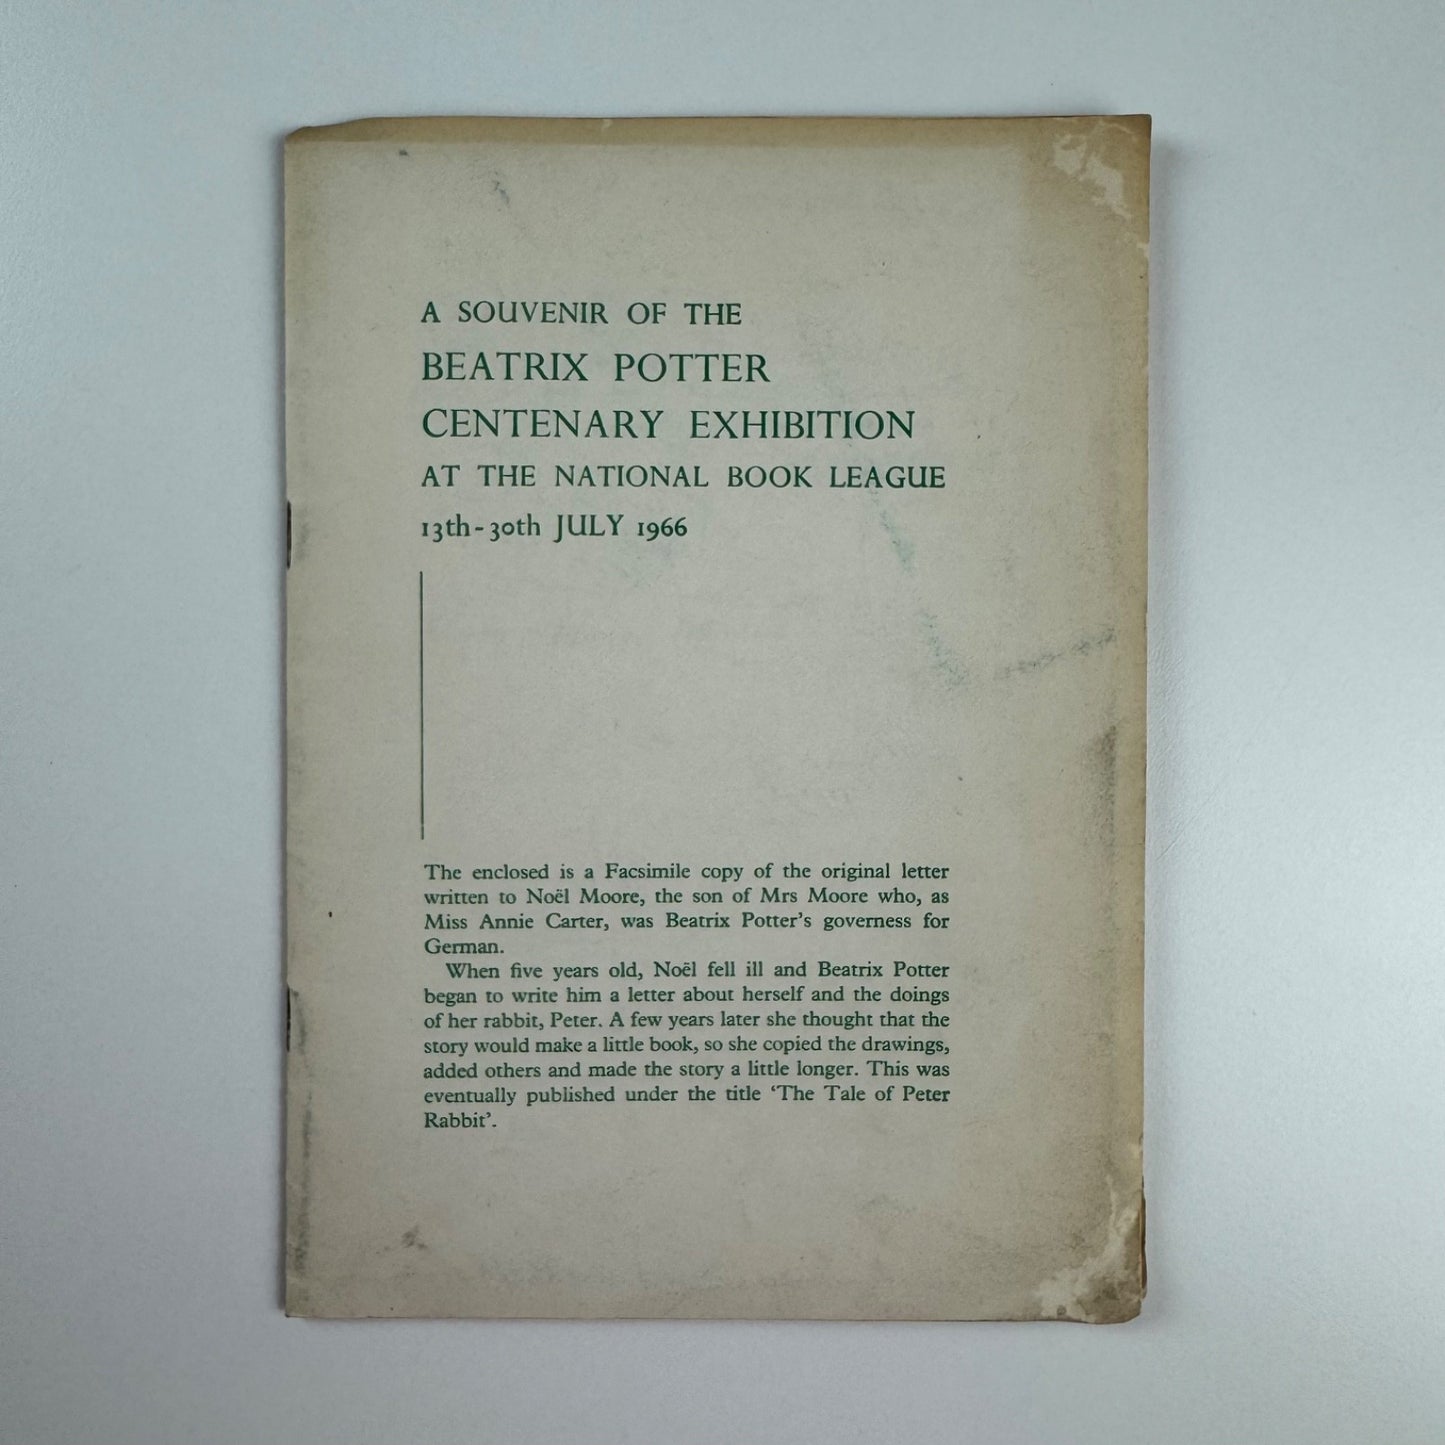 A SOUVENIR OF THE
BEATRIX POTTER
CENTENARY EXHIBITION
AT THE NATIONAL BOOK LEAGUE
13th-30th JULY 1966
The enclosed is a Facsimile copy of the original letter
written to Noël Moore, the son of Mrs Moore who, as
Miss Annie Carter, was Beatrix Potter's governess for
German.
When five years old, Noël fell ill and Beatrix Potter
began to write him a letter about herself and the doings
of her rabbit, Peter. A few years later she thought that the
story would make a little book, so she copied the drawings,
added others and made the story a little longer. This was
eventually published under the title 'The Tale of Peter
Rabbit'.